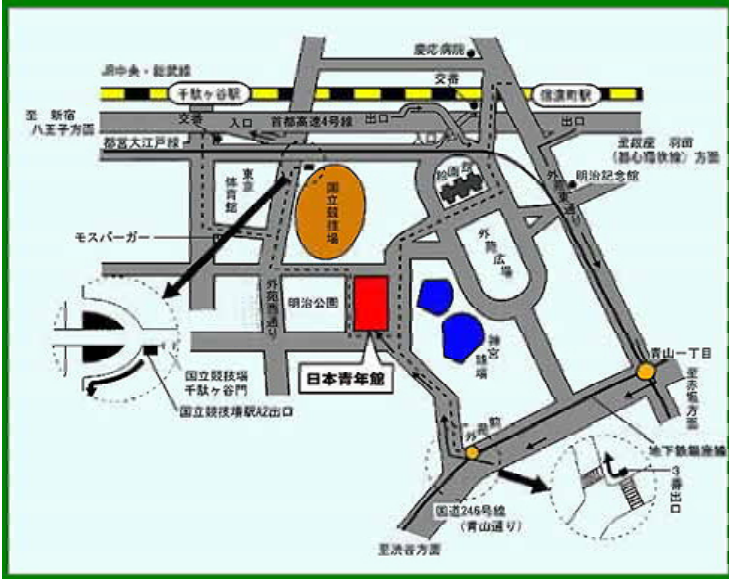 慶応病院
JR中央・総武線
交番
千駄ヶ谷駅
信濃町駅
至 新宿
八王子方面
交番
入口
首都高速4号線
出口
入口
出口
都営大江戸線
至銀座 羽田
(都心環状線)方面
東京
体育館
国立競技場
絵画館
外苑東通り
明治記念館
モスバーガー
外苑広場
外苑西通り
明治公園
神宮球場
日本青年館
国立競技場
千駄ヶ谷門
国立競技場駅A2出口
青山一丁目
至赤坂方面
外苑前
地下鉄銀座線
3番出口
国道246号線
(青山通り)
至渋谷方面